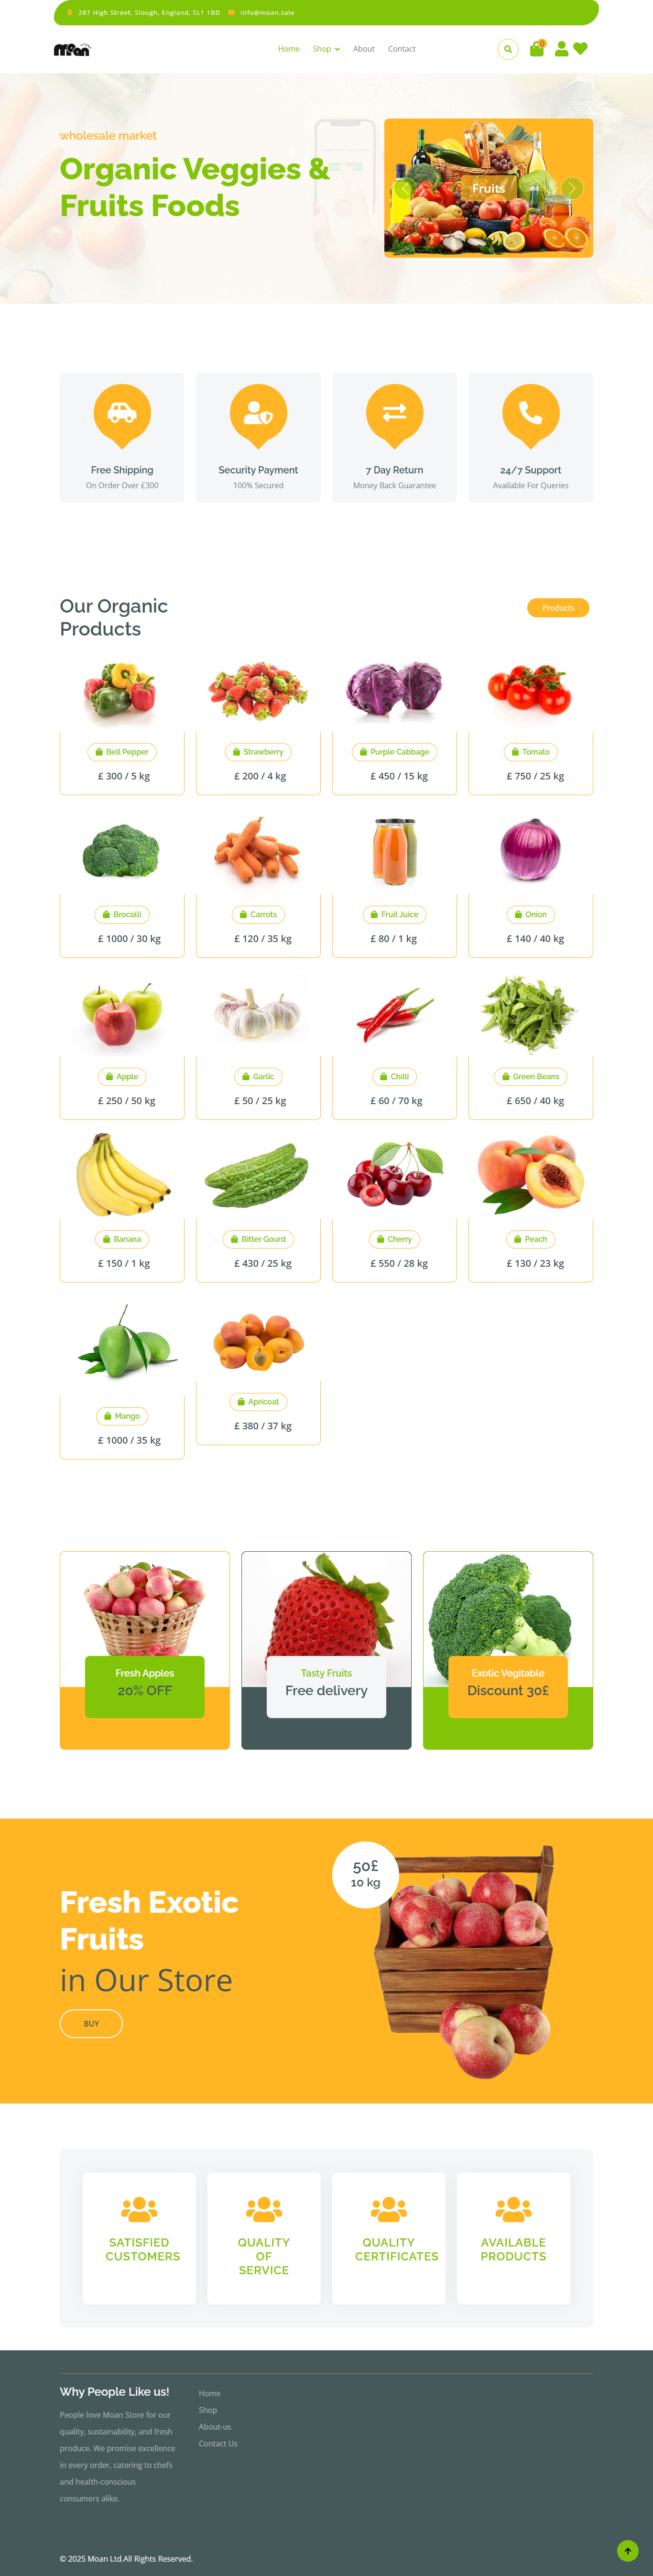 287 High Street, Slough, England, SL1 1BD info@moan.sale
Moan
Home Shop About Contact
0
wholesale market
Organic Veggies &
Fruits Foods
Fruits
Free Shipping
On Order Over £300
Security Payment
100% Secured
7 Day Return
Money Back Guarantee
24/7 Support
Available For Queries
Our Organic
Products
Products
Bell Pepper
£ 300 / 5 kg
Strawberry
£ 200 / 4 kg
Purple Cabbage
£ 450 / 15 kg
Tomato
£ 750 / 25 kg
Brocolli
£ 1000 / 30 kg
Carrots
£ 120 / 35 kg
Fruit Juice
£ 80 / 1 kg
Onion
£ 140 / 40 kg
Apple
£ 250 / 50 kg
Garlic
£ 50 / 25 kg
Chilli
£ 60 / 70 kg
Green Beans
£ 650 / 40 kg
Banana
£ 150 / 1 kg
Bitter Gourd
£ 430 / 25 kg
Cherry
£ 550 / 28 kg
Peach
£ 130 / 23 kg
Mango
£ 1000 / 35 kg
Apricoat
£ 380 / 37 kg
Fresh Apples
20% OFF
Tasty Fruits
Free delivery
Exotic Vegitable
Discount 30£
Fresh Exotic
Fruits
in Our Store
BUY
50£
10 kg
SATISFIED
CUSTOMERS
QUALITY
OF
SERVICE
QUALITY
CERTIFICATES
AVAILABLE
PRODUCTS
Why People Like us!
People love Moan Store for our
quality, sustainability, and fresh
produce. We promise excellence
in every order, catering to chefs
and health-conscious
consumers alike.
Home
Shop
About-us
Contact Us
© 2025 Moan Ltd.All Rights Reserved.